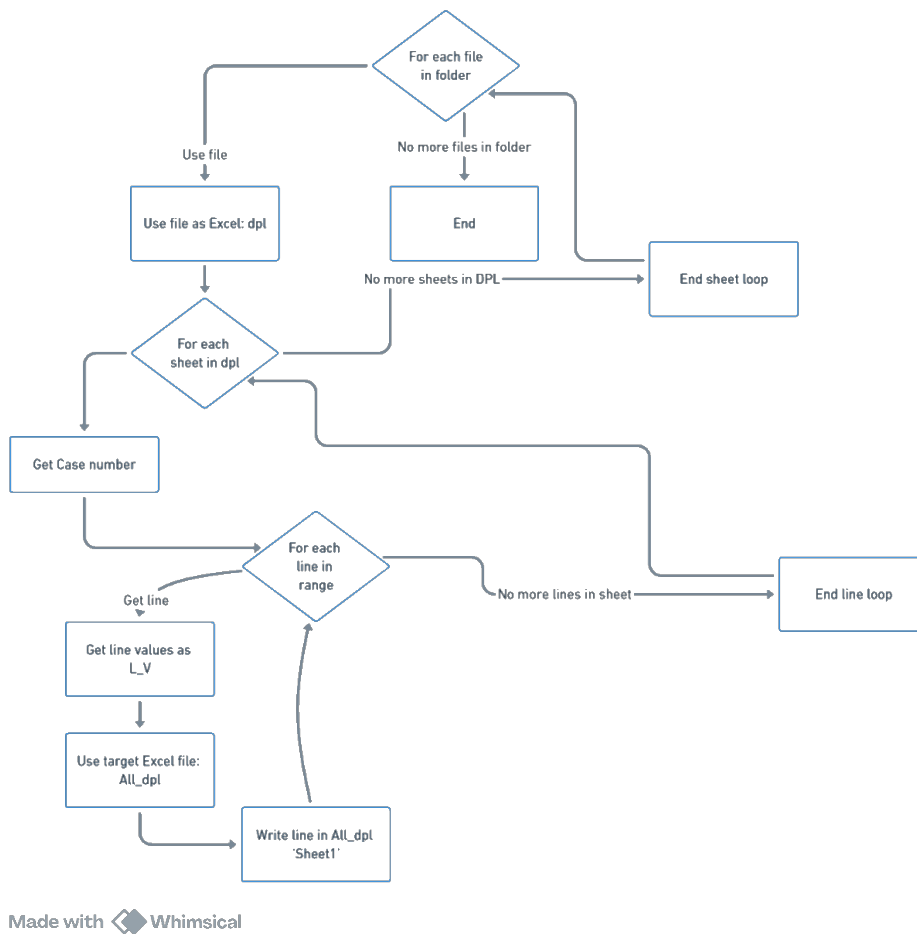 For each file
in folder
Use file
No more files in folder
Use file as Excel: dpl
End
No more sheets in DPL
End sheet loop
For each
sheet in dpl
Get Case number
For each
line in
range
Get line
No more lines in sheet
End line loop
Get line values as
L_V
Use target Excel file:
All_dpl
Write line in All_dpl
'Sheet1'
Made with Whimsical